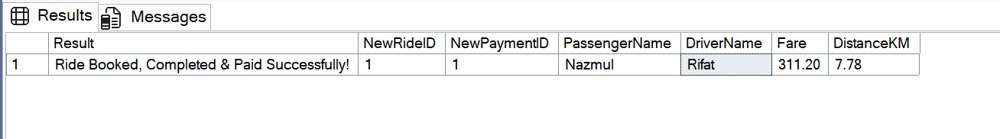 Results Messages
Result NewRideID NewPaymentID PassengerName DriverName Fare DistanceKM
1 Ride Booked, Completed & Paid Successfully! 1 1 Nazmul Rifat 311.20 7.78